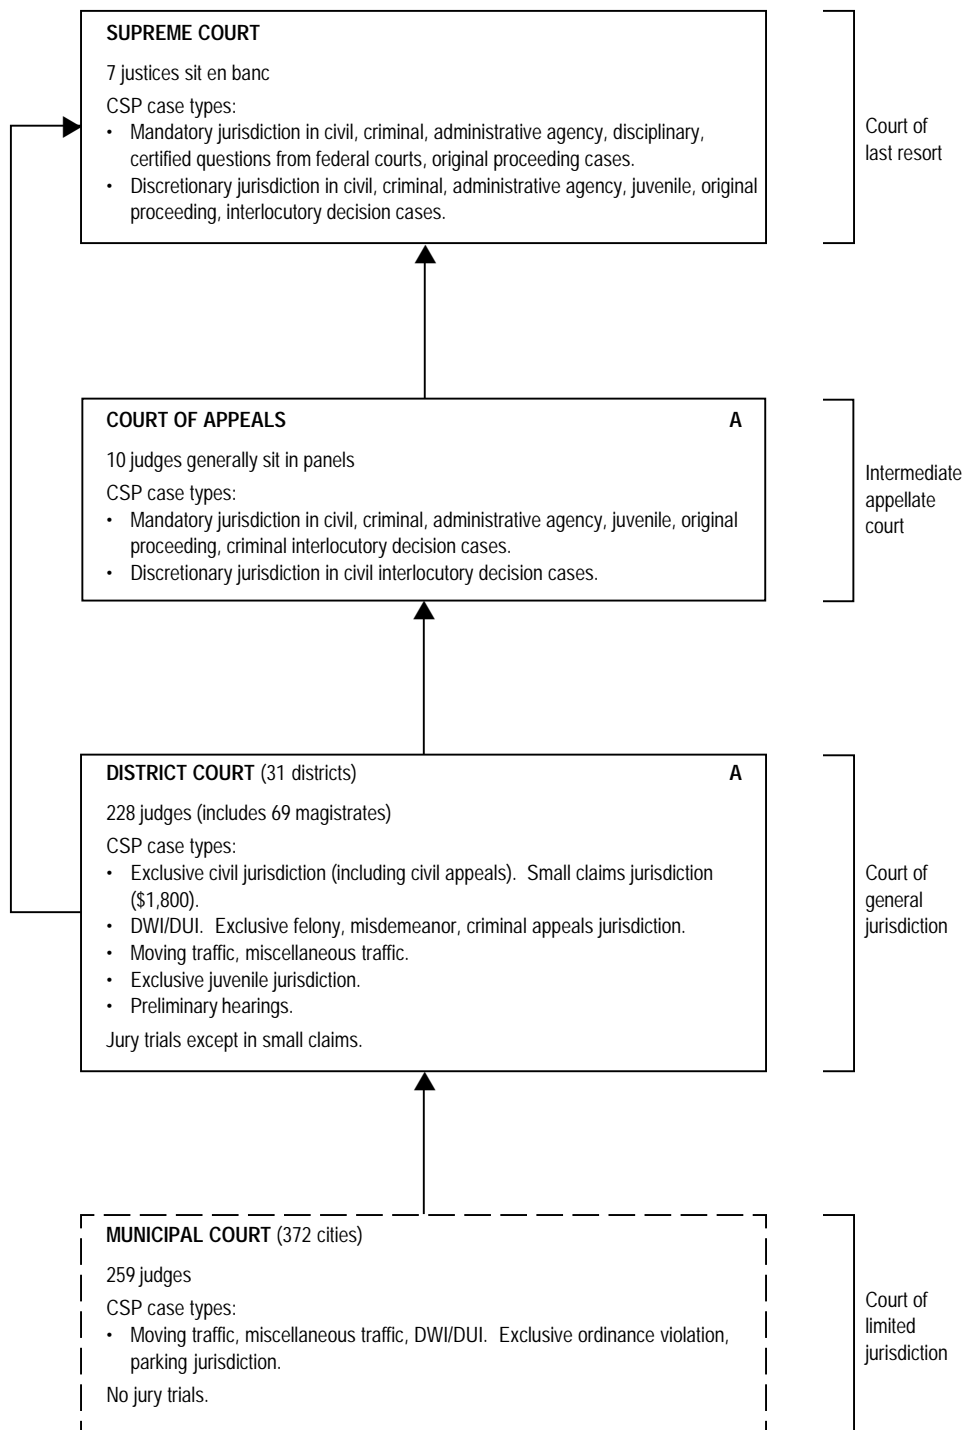 SUPREME COURT
7 justices sit en banc
CSP case types:
• Mandatory jurisdiction in civil, criminal, administrative agency, disciplinary,
certified questions from federal courts, original proceeding cases.
• Discretionary jurisdiction in civil, criminal, administrative agency, juvenile, original
proceeding, interlocutory decision cases.
Court of
last resort
COURT OF APPEALS A
10 judges generally sit in panels
CSP case types:
• Mandatory jurisdiction in civil, criminal, administrative agency, juvenile, original
proceeding, criminal interlocutory decision cases.
• Discretionary jurisdiction in civil interlocutory decision cases.
Intermediate
appellate
court
DISTRICT COURT (31 districts) A
228 judges (includes 69 magistrates)
CSP case types:
• Exclusive civil jurisdiction (including civil appeals). Small claims jurisdiction
($1,800).
• DWI/DUI. Exclusive felony, misdemeanor, criminal appeals jurisdiction.
• Moving traffic, miscellaneous traffic.
• Exclusive juvenile jurisdiction.
• Preliminary hearings.
Jury trials except in small claims.
Court of
general
jurisdiction
MUNICIPAL COURT (372 cities)
259 judges
CSP case types:
• Moving traffic, miscellaneous traffic, DWI/DUI. Exclusive ordinance violation,
parking jurisdiction.
No jury trials.
Court of
limited
jurisdiction